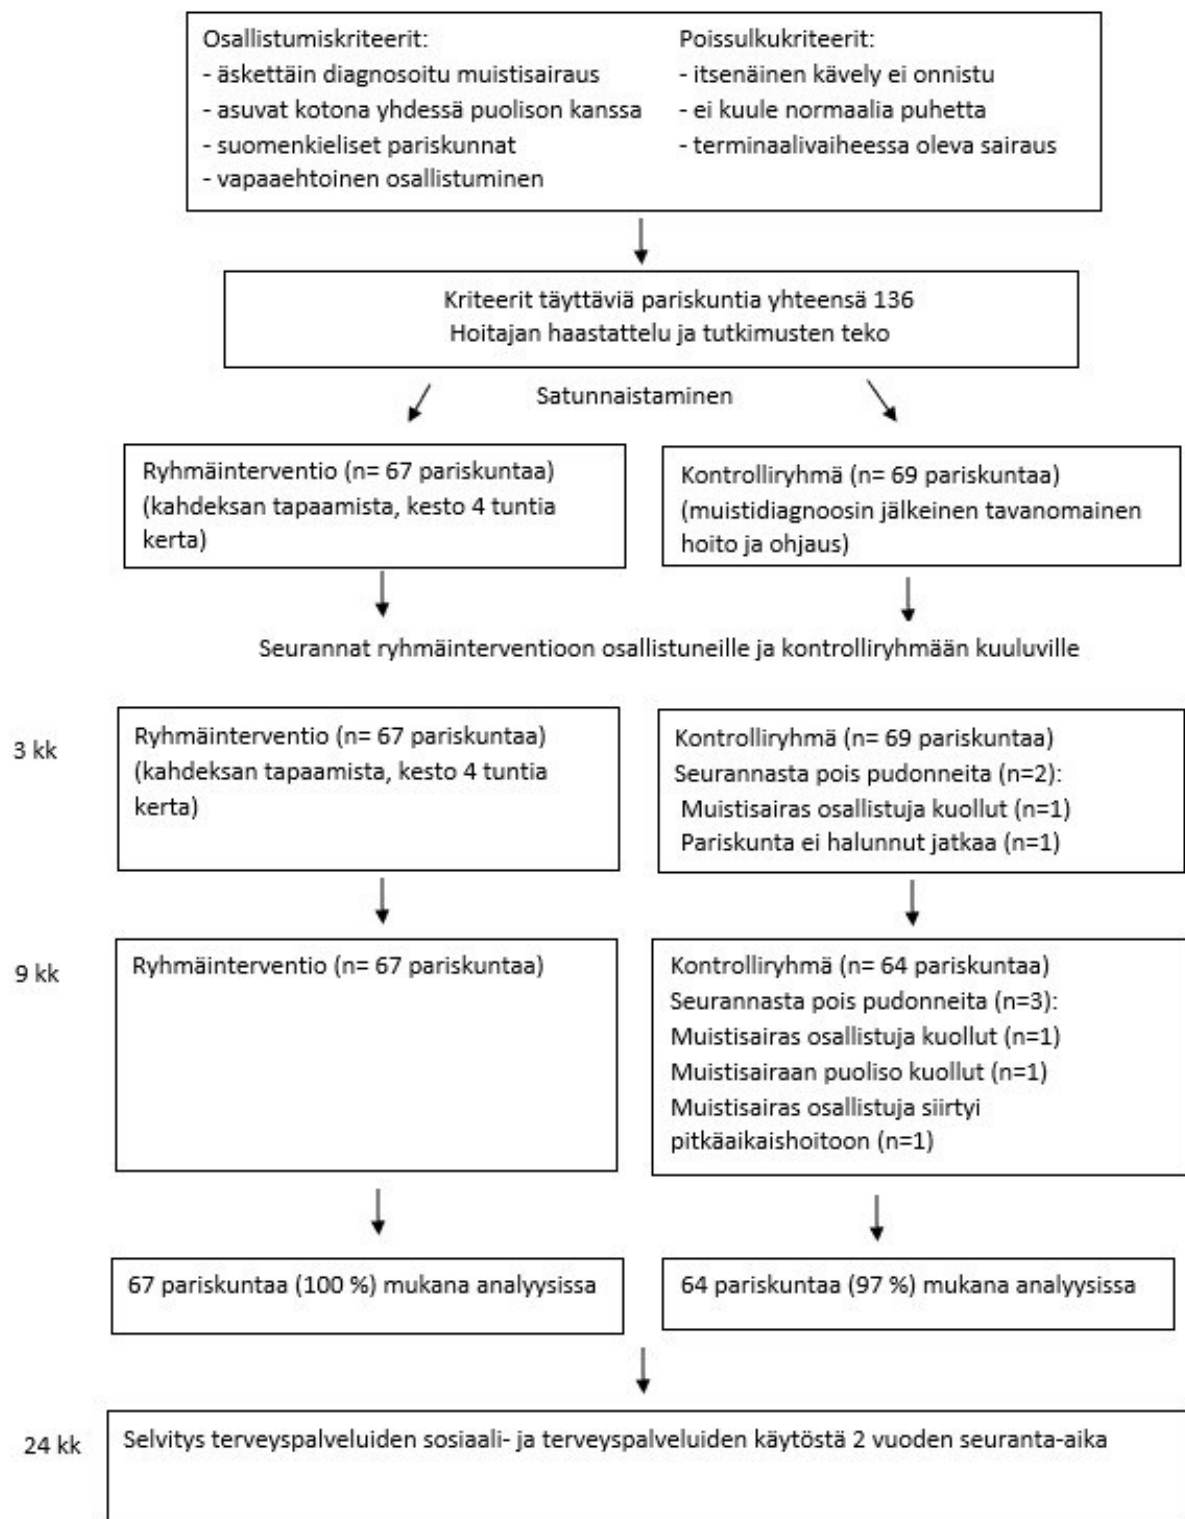 Osallistumiskriteerit:
- äskettäin diagnosoitu muistisairaus
- asuvat kotona yhdessä puolison kanssa
- suomenkieliset pariskunnat
- vapaaehtoinen osallistuminen
Poissulkukriteerit:
- itsenäinen kävely ei onnistu
- ei kuule normaalia puhetta
- terminaalivaiheessa oleva sairaus
Kriteerit täyttäviä pariskuntia yhteensä 136
Hoitajan haastattelu ja tutkimusten teko
Satunnaistaminen
Ryhmäinterventio (n= 67 pariskuntaa)
(kahdeksan tapaamista, kesto 4 tuntia
kerta)
Kontrolliryhmä (n= 69 pariskuntaa)
(muistidiagnoosin jälkeinen tavanomainen
hoito ja ohjaus)
Seurannat ryhmäinterventioon osallistuneille ja kontrolliryhmään kuuluville
3 kk
Ryhmäinterventio (n= 67 pariskuntaa)
(kahdeksan tapaamista, kesto 4 tuntia
kerta)
Kontrolliryhmä (n= 69 pariskuntaa)
Seurannasta pois pudonneita (n=2):
Muistisairas osallistuja kuollut (n=1)
Pariskunta ei halunnut jatkaa (n=1)
9 kk
Ryhmäinterventio (n= 67 pariskuntaa)
Kontrolliryhmä (n= 64 pariskuntaa)
Seurannasta pois pudonneita (n=3):
Muistisairas osallistuja kuollut (n=1)
Muistisairaan puoliso kuollut (n=1)
Muistisairas osallistuja siirtyi
pitkäaikaishoitoon (n=1)
67 pariskuntaa (100 %) mukana analyysissa
64 pariskuntaa (97 %) mukana analyysissa
24 kk
Selvitys terveyspalveluiden sosiaali- ja terveyspalveluiden käytöstä 2 vuoden seuranta-aika